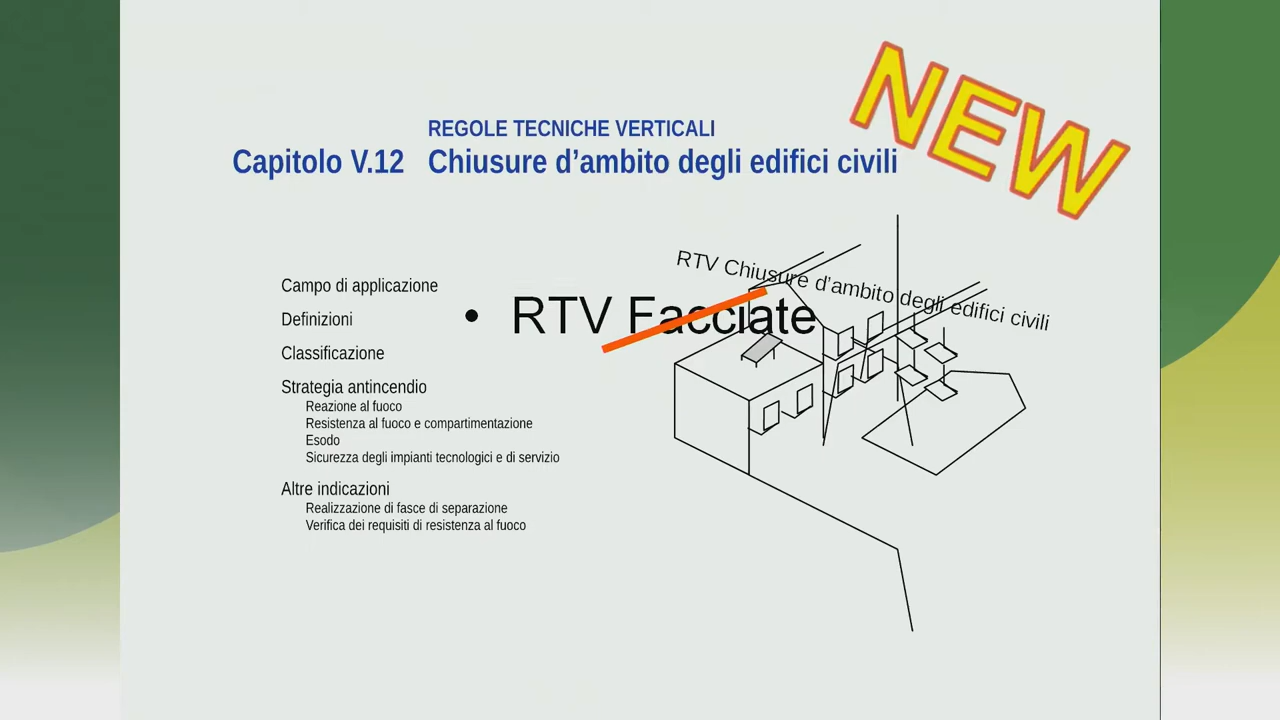 NEW
REGOLE TECNICHE VERTICALI
Capitolo V.12 Chiusure d’ambito degli edifici civili
RTV Chiusure d’ambito degli edifici civili
• RTV Facciate
Campo di applicazione
Definizioni
Classificazione
Strategia antincendio
Reazione al fuoco
Resistenza al fuoco e compartimentazione
Esodo
Sicurezza degli impianti tecnologici e di servizio
Altre indicazioni
Realizzazione di fasce di separazione
Verifica dei requisiti di resistenza al fuoco